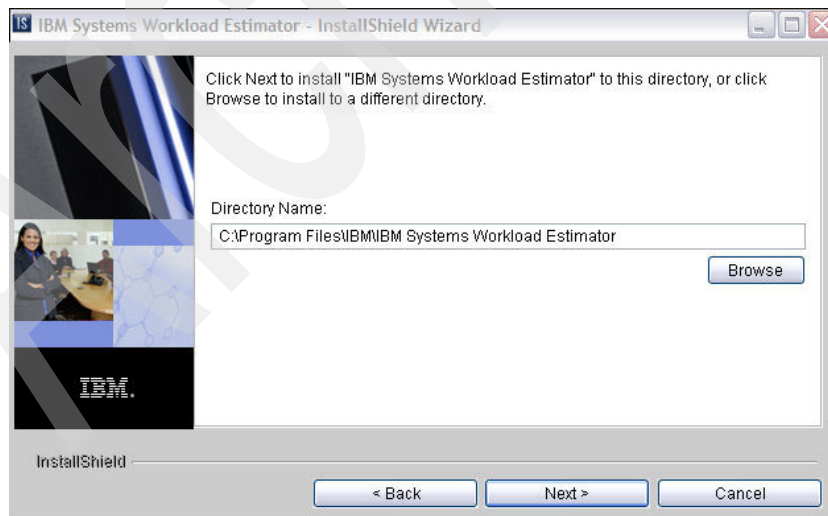 IS IBM Systems Workload Estimator - InstallShield Wizard
Click Next to install "IBM Systems Workload Estimator" to this directory, or click
Browse to install to a different directory.
Directory Name:
C:\Program Files\IBM\IBM Systems Workload Estimator
Browse
IBM.
InstallShield
< Back
Next >
Cancel